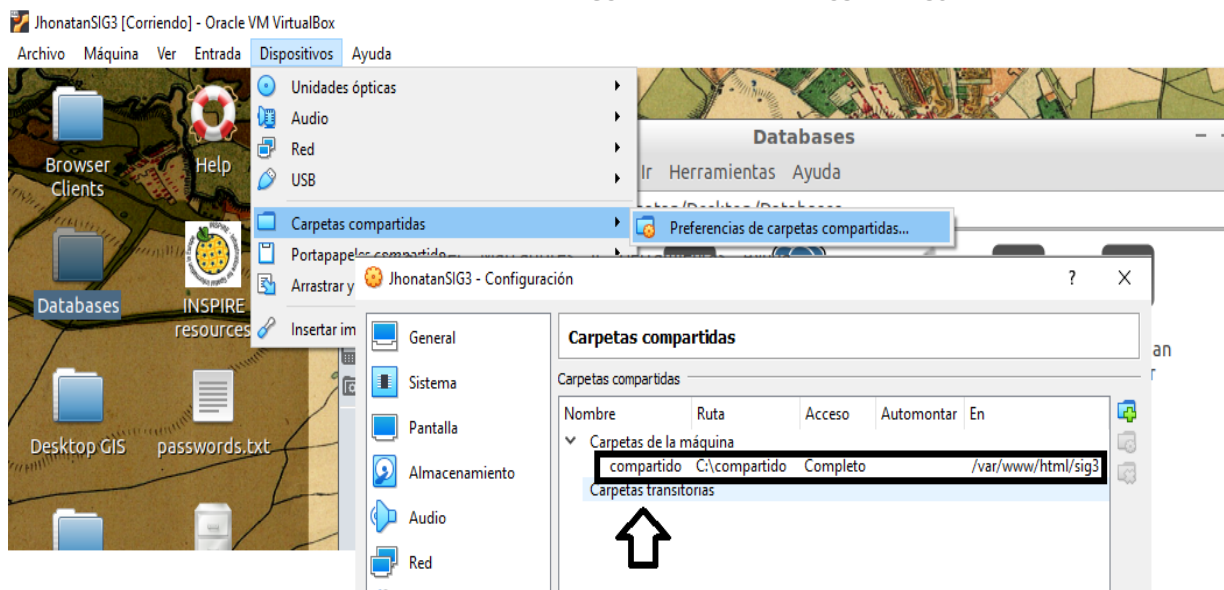 JhonatanSIG3 [Corriendo] - Oracle VM VirtualBox
Archivo Máquina Ver Entrada Dispositivos Ayuda
Unidades ópticas
Audio
Red
USB
Carpetas compartidas
Preferencias de carpetas compartidas...
Portapapeles compartido
Arrastrar y
Insertar im
Browser
Clients
Help
Databases
INSPIRE
resources
Desktop GIS
passwords.txt
Databases
Ir Herramientas Ayuda
JhonatanSIG3 - Configuración
? X
General
Sistema
Pantalla
Almacenamiento
Audio
Red
Carpetas compartidas
Carpetas compartidas
Nombre Ruta Acceso Automontar En
Carpetas de la máquina
compartido C:\compartido Completo /var/www/html/sig3
Carpetas transitorias
an